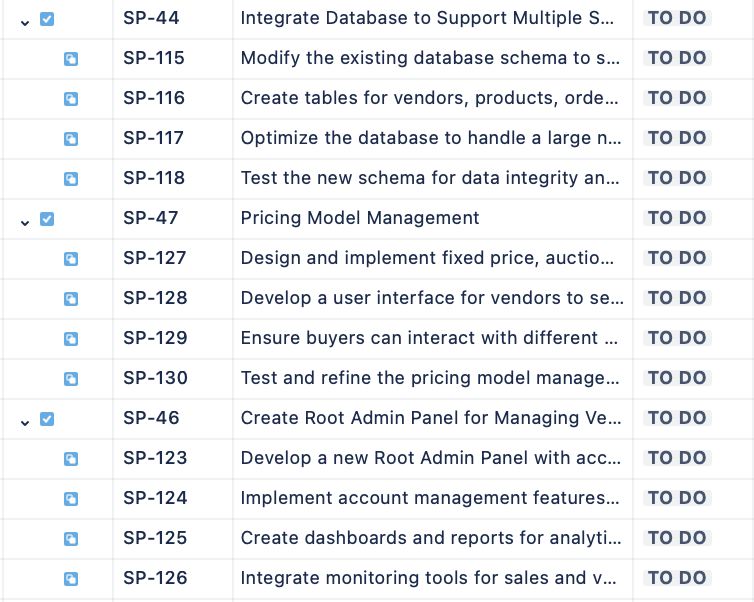 SP-44 Integrate Database to Support Multiple S... TO DO
SP-115 Modify the existing database schema to s... TO DO
SP-116 Create tables for vendors, products, orde... TO DO
SP-117 Optimize the database to handle a large n... TO DO
SP-118 Test the new schema for data integrity an... TO DO
SP-47 Pricing Model Management TO DO
SP-127 Design and implement fixed price, auctio... TO DO
SP-128 Develop a user interface for vendors to se... TO DO
SP-129 Ensure buyers can interact with different ... TO DO
SP-130 Test and refine the pricing model manage... TO DO
SP-46 Create Root Admin Panel for Managing Ve... TO DO
SP-123 Develop a new Root Admin Panel with acc... TO DO
SP-124 Implement account management features... TO DO
SP-125 Create dashboards and reports for analyti... TO DO
SP-126 Integrate monitoring tools for sales and v... TO DO